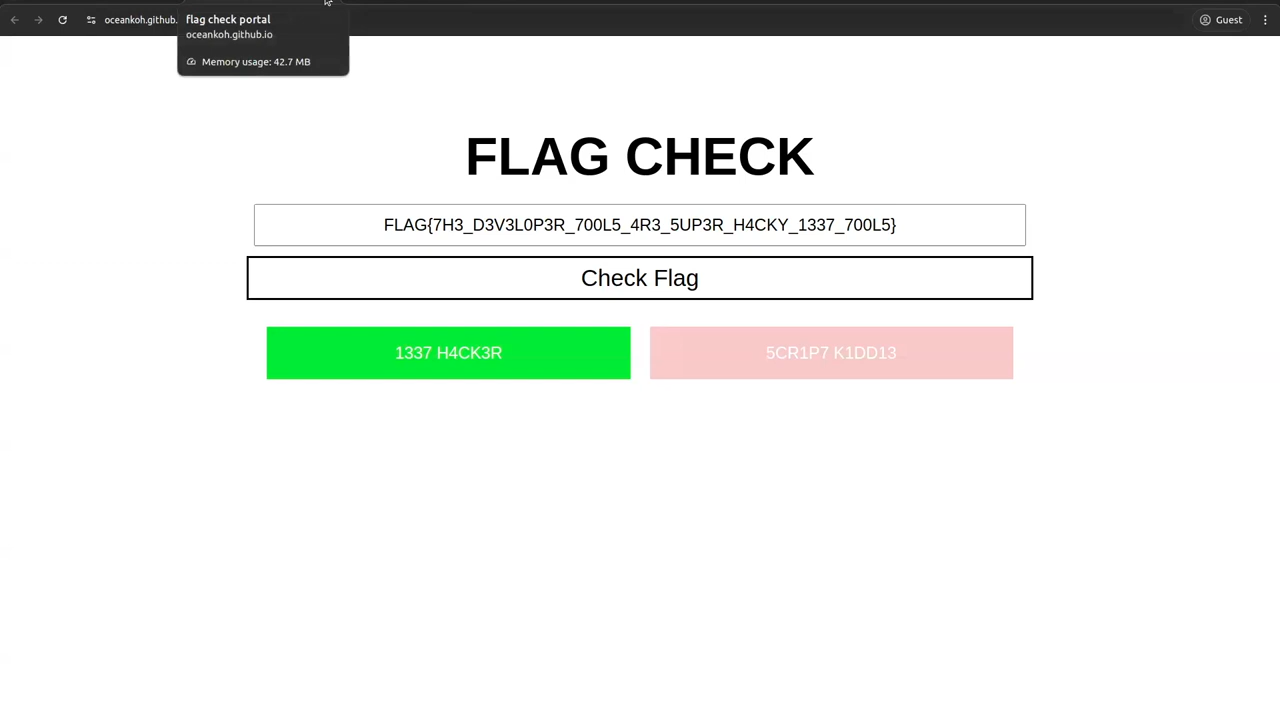 oceankoh.github.
flag check portal
oceankoh.github.io
Memory usage: 42.7 MB
Guest
FLAG CHECK
FLAG{7H3_D3V3L0P3R_700L5_4R3_5UP3R_H4CKY_1337_700L5}
Check Flag
1337 H4CK3R
5CR1P7 K1DD13